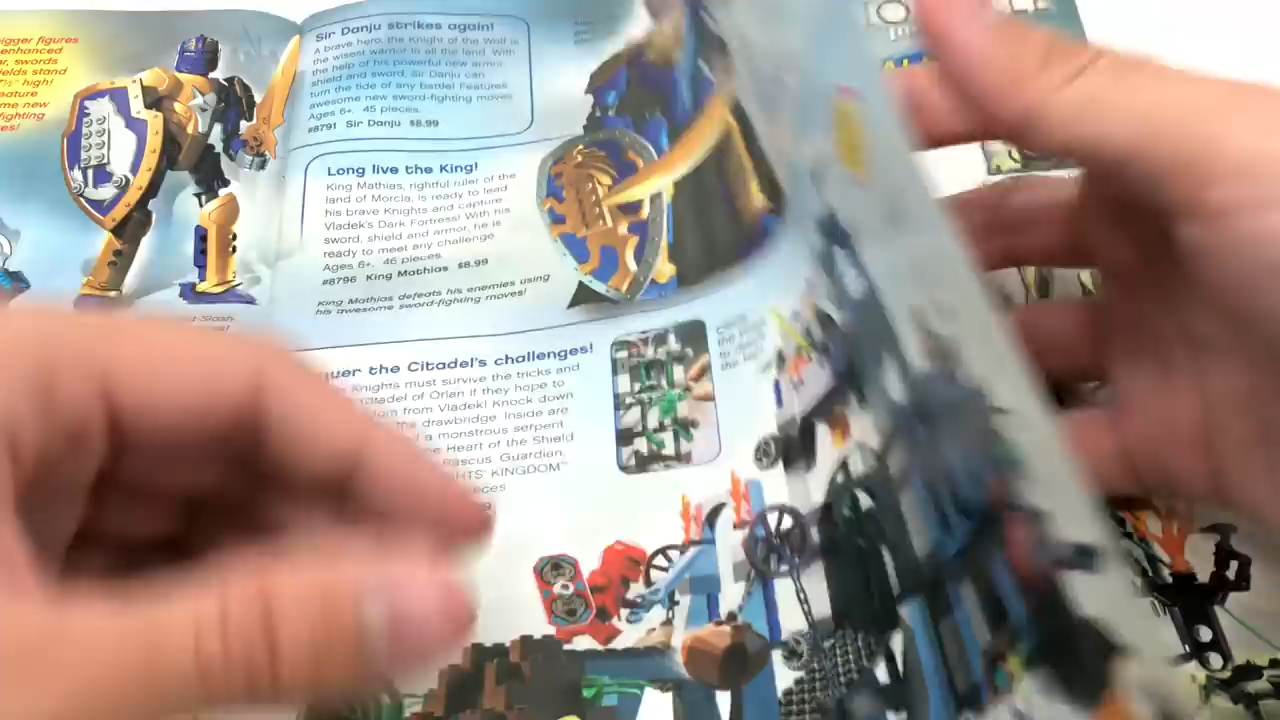 igger figures
enhanced
r, swords
ields stand
7½" high!
eature
me new
fighting
es!
Sir Danju strikes again!
A brave hero, the Knight of the Wolf is
the wisest warrior in all the land. With
the help of his powerful new armor,
shield and sword, Sir Danju can
turn the tide of any battle! Features
awesome new sword-fighting moves.
Ages 6+. 45 pieces.
#8791 Sir Danju $8.99
Long live the King!
King Mathias, rightful ruler of the
land of Morcia, is ready to lead
his brave Knights and capture
Vladek's Dark Fortress! With his
sword, shield and armor, he is
ready to meet any challenge.
Ages 6+. 46 pieces.
#8796 King Mathias $8.99
King Mathias defeats his enemies using
his awesome sword-fighting moves!
t-Slash-
uer the Citadel's challenges!
Knights must survive the tricks and
itadel of Orlan if they hope to
dom from Vladek! Knock down
the drawbridge. Inside are
d a monstrous serpent
e Heart of the Shield
ascus Guardian.
HTS' KINGDOM™
eces